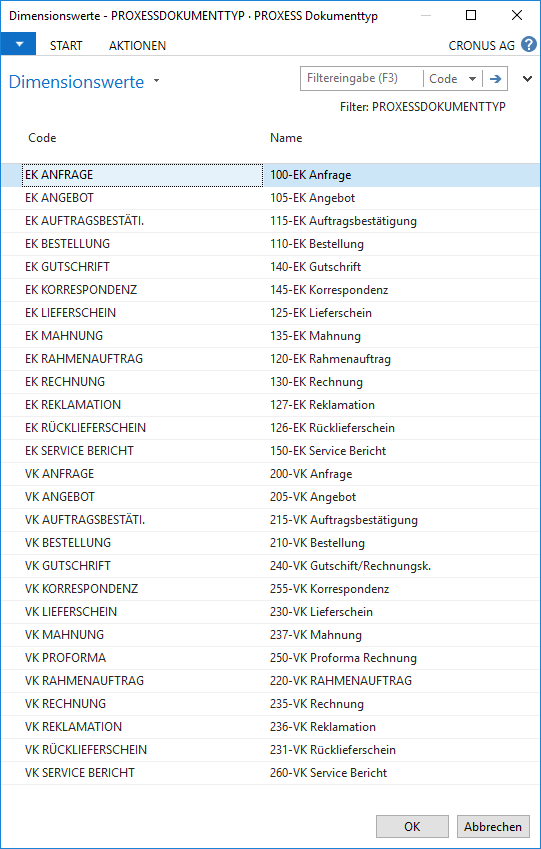 Dimensionswerte - PROXESSDOKUMENTTYP · PROXESS Dokumenttyp
START AKTIONEN CRONUS AG ?
Dimensionswerte
Filtereingabe (F3) Code
Filter: PROXESSDOKUMENTTYP
Code Name
EK ANFRAGE 100-EK Anfrage
EK ANGEBOT 105-EK Angebot
EK AUFTRAGSBESTÄTI. 115-EK Auftragsbestätigung
EK BESTELLUNG 110-EK Bestellung
EK GUTSCHRIFT 140-EK Gutschrift
EK KORRESPONDENZ 145-EK Korrespondenz
EK LIEFERSCHEIN 125-EK Lieferschein
EK MAHNUNG 135-EK Mahnung
EK RAHMENAUFTRAG 120-EK Rahmenauftrag
EK RECHNUNG 130-EK Rechnung
EK REKLAMATION 127-EK Reklamation
EK RÜCKLIEFERSCHEIN 126-EK Rücklieferschein
EK SERVICE BERICHT 150-EK Service Bericht
VK ANFRAGE 200-VK Anfrage
VK ANGEBOT 205-VK Angebot
VK AUFTRAGSBESTÄTI. 215-VK Auftragsbestätigung
VK BESTELLUNG 210-VK Bestellung
VK GUTSCHRIFT 240-VK Gutschift/Rechnungsk.
VK KORRESPONDENZ 255-VK Korrespondenz
VK LIEFERSCHEIN 230-VK Lieferschein
VK MAHNUNG 237-VK Mahnung
VK PROFORMA 250-VK Proforma Rechnung
VK RAHMENAUFTRAG 220-VK RAHMENAUFTRAG
VK RECHNUNG 235-VK Rechnung
VK REKLAMATION 236-VK Reklamation
VK RÜCKLIEFERSCHEIN 231-VK Rücklieferschein
VK SERVICE BERICHT 260-VK Service Bericht
OK Abbrechen